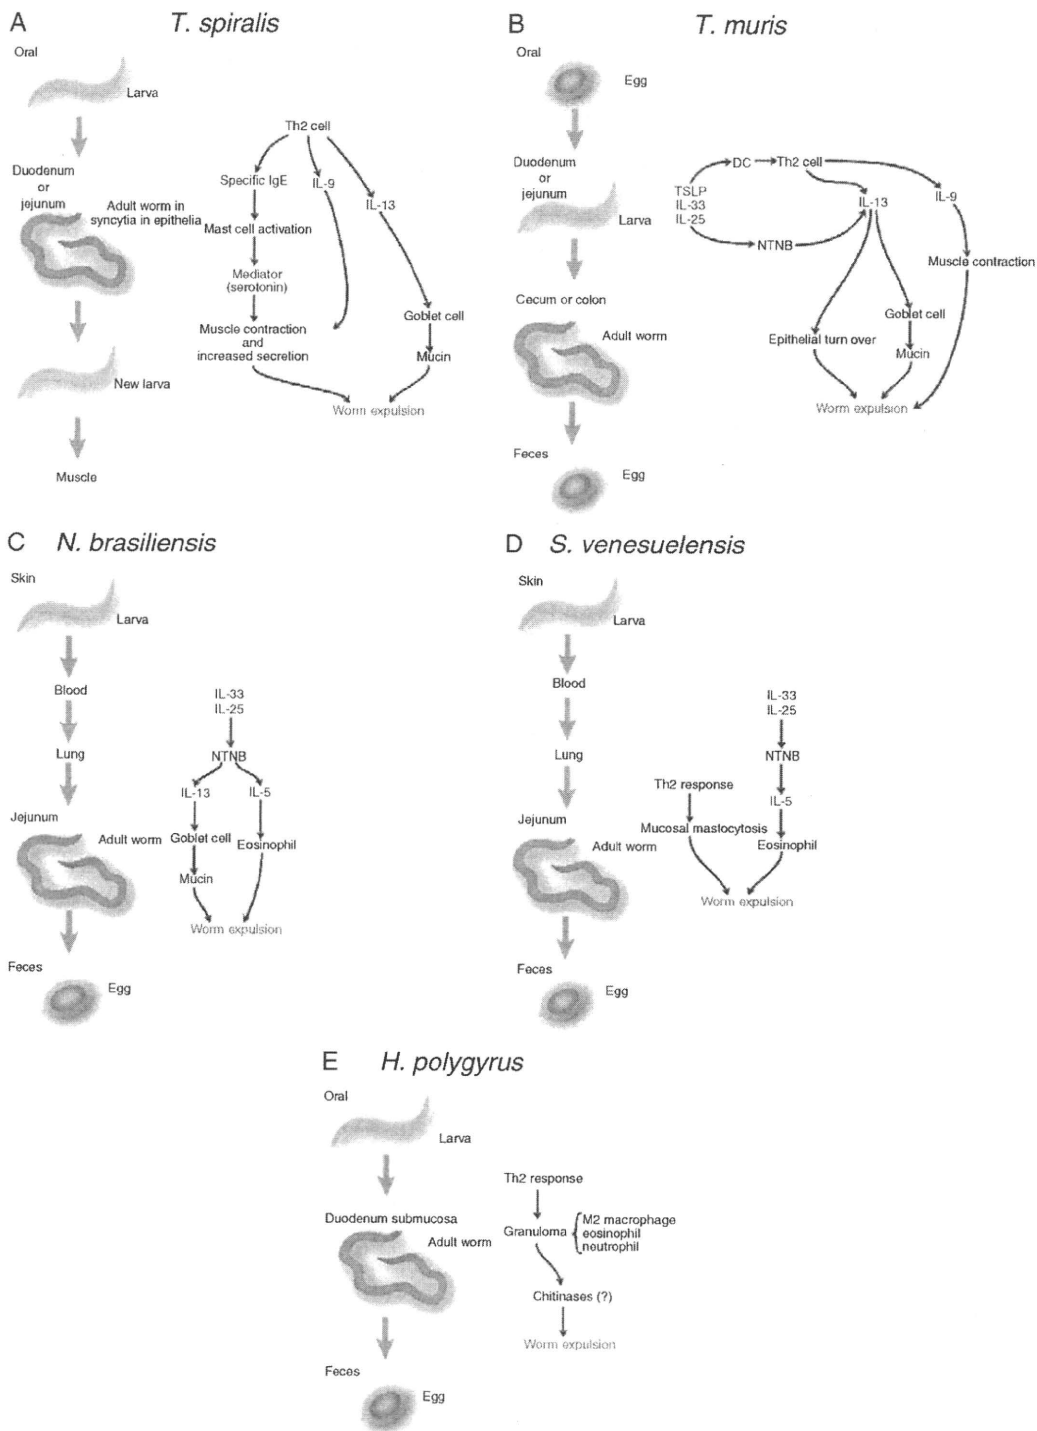 A
T. spiralis
Oral
Larva
Duodenum
or
jejunum
Adult worm in
syncytia in epithelia
New larva
Muscle
Th2 cell
Specific IgE
IL-9
IL-13
Mast cell activation
Mediator
(serotonin)
Muscle contraction
and
increased secretion
Goblet cell
Mucin
Worm expulsion
B
T. muris
Oral
Egg
Duodenum
or
jejunum
Larva
Cecum or colon
Adult worm
Feces
Egg
TSLP
IL-33
IL-25
DC
Th2 cell
NTNB
IL-13
IL-9
Muscle contraction
Goblet cell
Epithelial turn over
Mucin
Worm expulsion
C
N. brasiliensis
Skin
Larva
Blood
Lung
Jejunum
Adult worm
Feces
Egg
IL-33
IL-25
NTNB
IL-13
IL-5
Goblet cell
Eosinophil
Mucin
Worm expulsion
D
S. venesuelensis
Skin
Larva
Blood
Lung
Jejunum
Adult worm
Feces
Egg
IL-33
IL-25
NTNB
Th2 response
IL-5
Mucosal mastocytosis
Eosinophil
Worm expulsion
E
H. polygyrus
Oral
Larva
Duodenum submucosa
Adult worm
Feces
Egg
Th2 response
Granuloma
M2 macrophage
eosinophil
neutrophil
Chitinases (?)
Worm expulsion